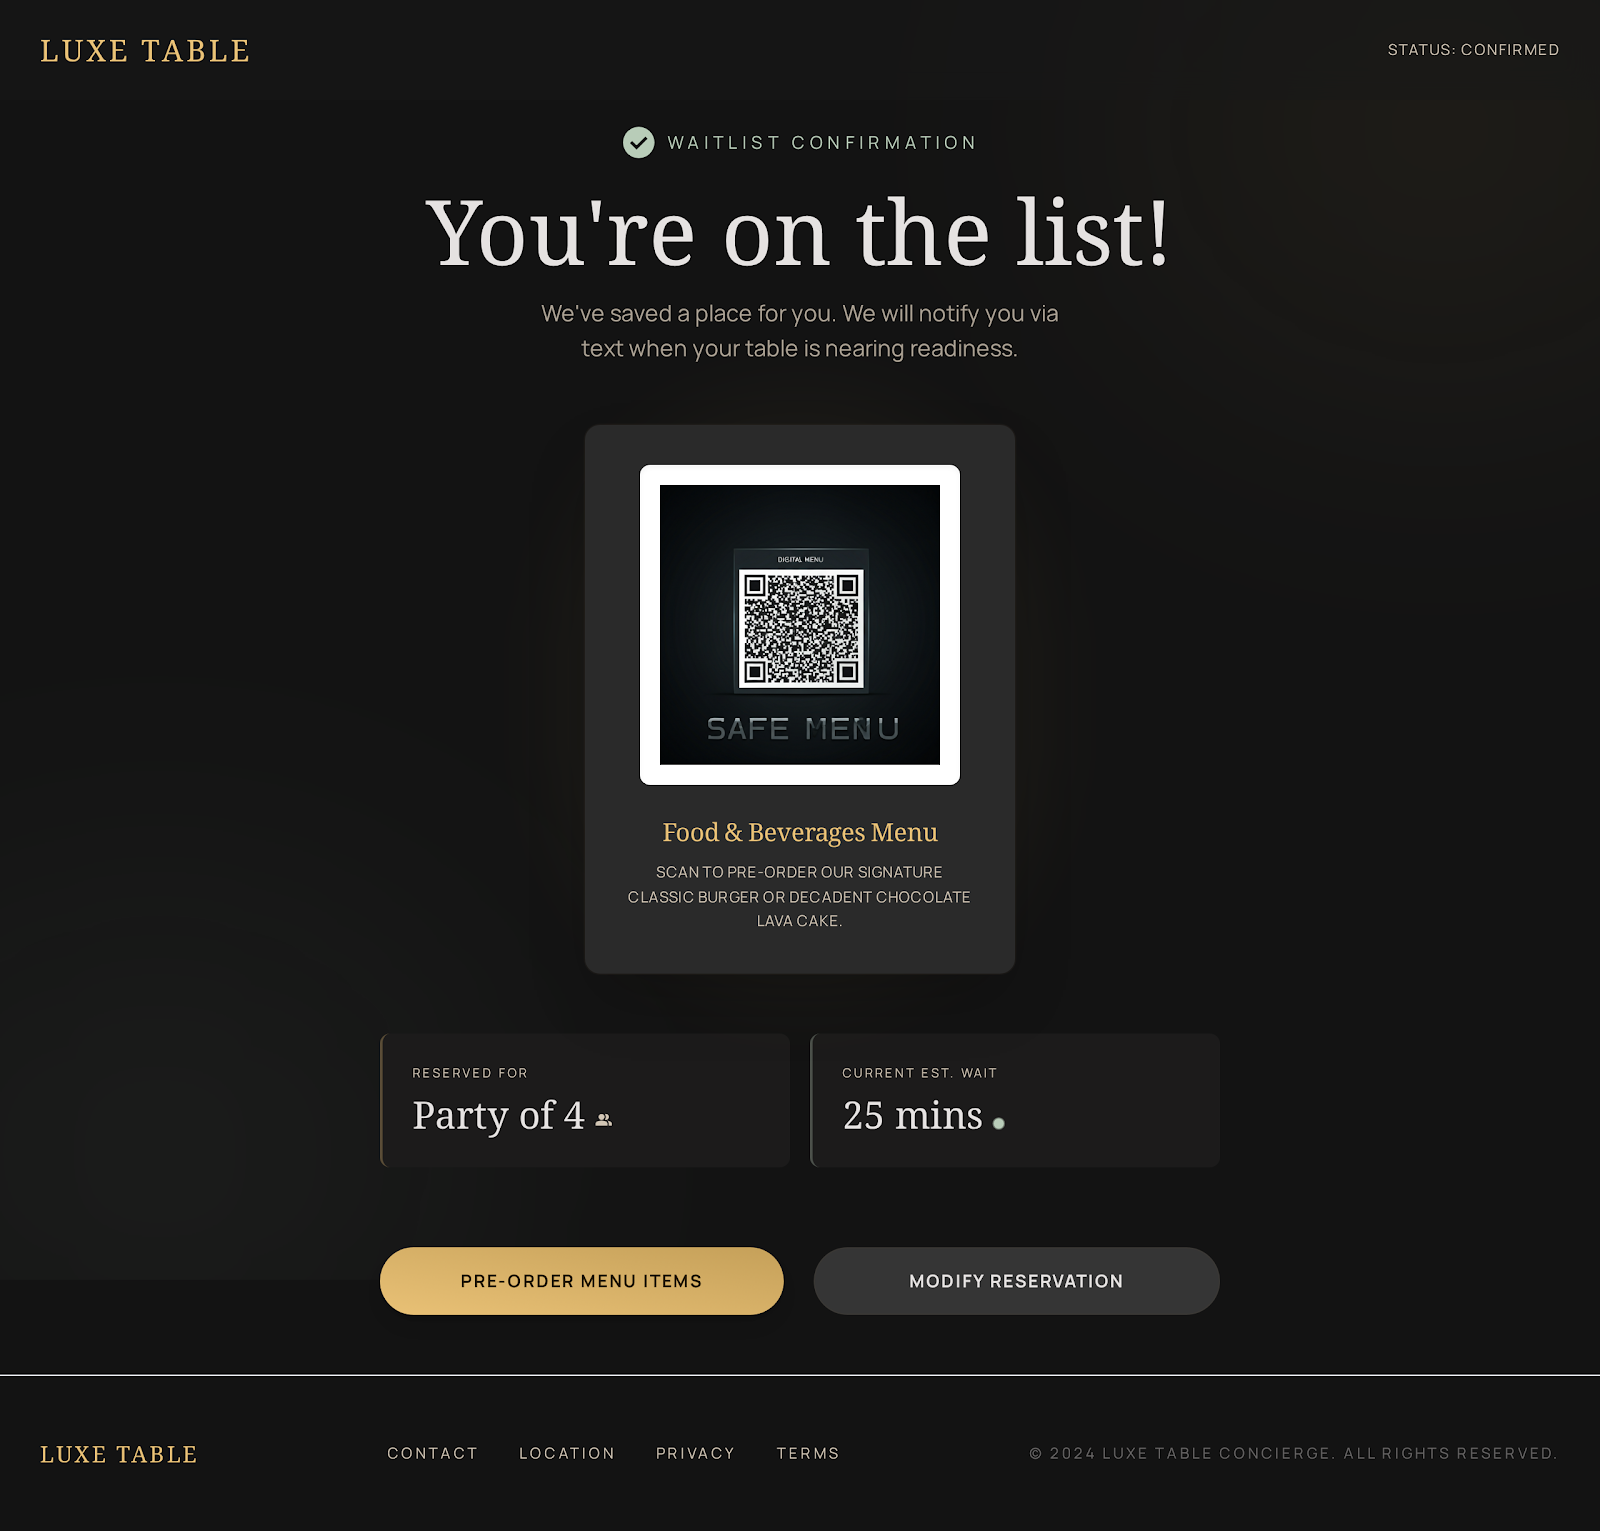 LUXE TABLE
STATUS: CONFIRMED
WAITLIST CONFIRMATION
You're on the list!
We've saved a place for you. We will notify you via
text when your table is nearing readiness.
DIGITAL MENU
SAFE MENU
Food & Beverages Menu
SCAN TO PRE-ORDER OUR SIGNATURE
CLASSIC BURGER OR DECADENT CHOCOLATE
LAVA CAKE.
RESERVED FOR
Party of 4
CURRENT EST. WAIT
25 mins
PRE-ORDER MENU ITEMS
MODIFY RESERVATION
LUXE TABLE
CONTACT
LOCATION
PRIVACY
TERMS
© 2024 LUXE TABLE CONCIERGE. ALL RIGHTS RESERVED.